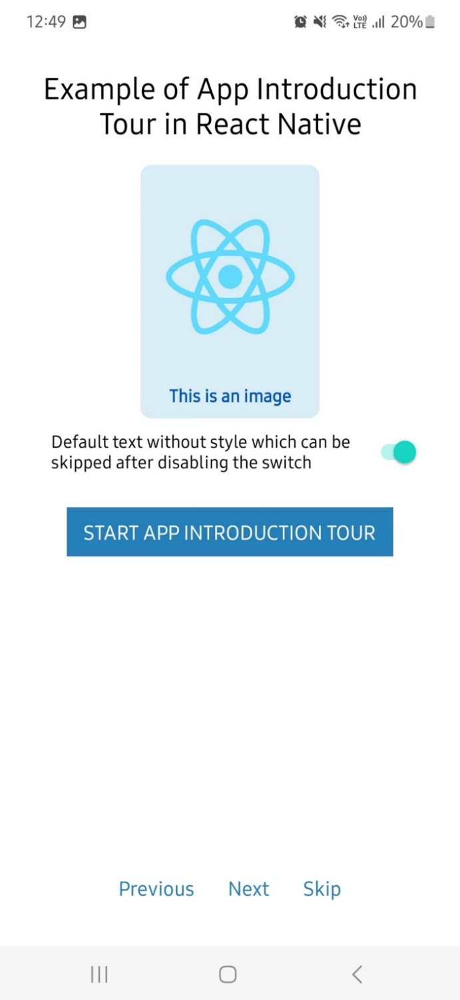 12:49
Vo)) LTE 20%
Example of App Introduction
Tour in React Native
This is an image
Default text without style which can be
skipped after disabling the switch
START APP INTRODUCTION TOUR
Previous Next Skip